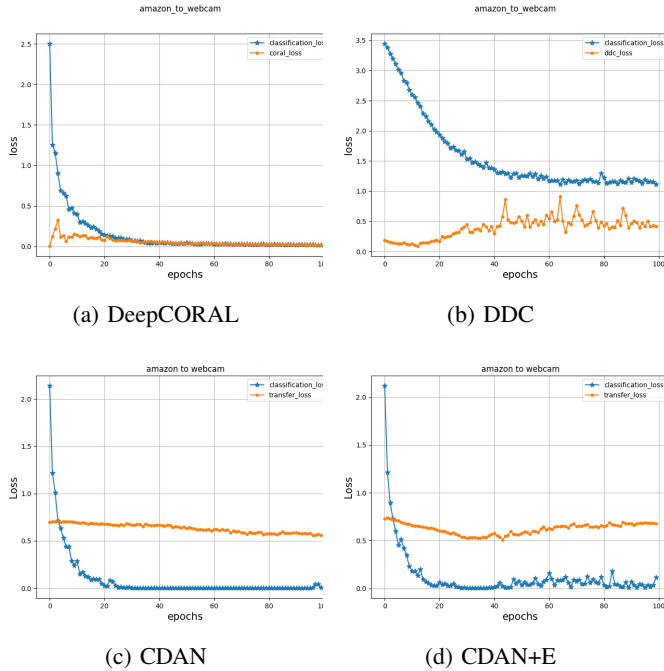 amazon_to_webcam
classification_loss
coral_loss
2.5
2.0
1.5
1.0
0.5
0.0
loss
0 20 40 60 80 100
epochs
(a) DeepCORAL
amazon_to_webcam
classification_loss
ddc_loss
3.5
3.0
2.5
2.0
1.5
1.0
0.5
0.0
loss
0 20 40 60 80 100
epochs
(b) DDC
amazon to webcam
classification_loss
transfer_loss
2.0
1.5
1.0
0.5
0.0
Loss
0 20 40 60 80 100
epochs
(c) CDAN
amazon to webcam
classification_loss
transfer_loss
2.0
1.5
1.0
0.5
0.0
Loss
0 20 40 60 80 100
epochs
(d) CDAN+E